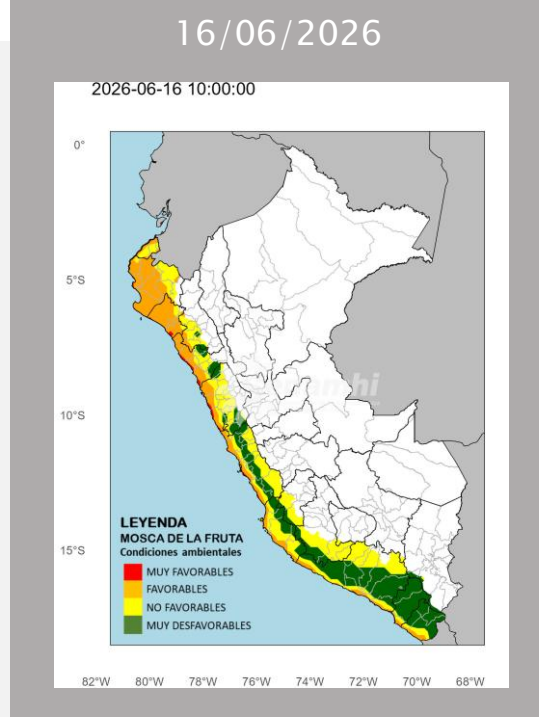 16/06/2026
2026-06-16 10:00:00
0°
5°S
10°S
15°S
LEYENDA
MOSCA DE LA FRUTA
Condiciones ambientales
MUY FAVORABLES
FAVORABLES
NO FAVORABLES
MUY DESFAVORABLES
82°W 80°W 78°W 76°W 74°W 72°W 70°W 68°W